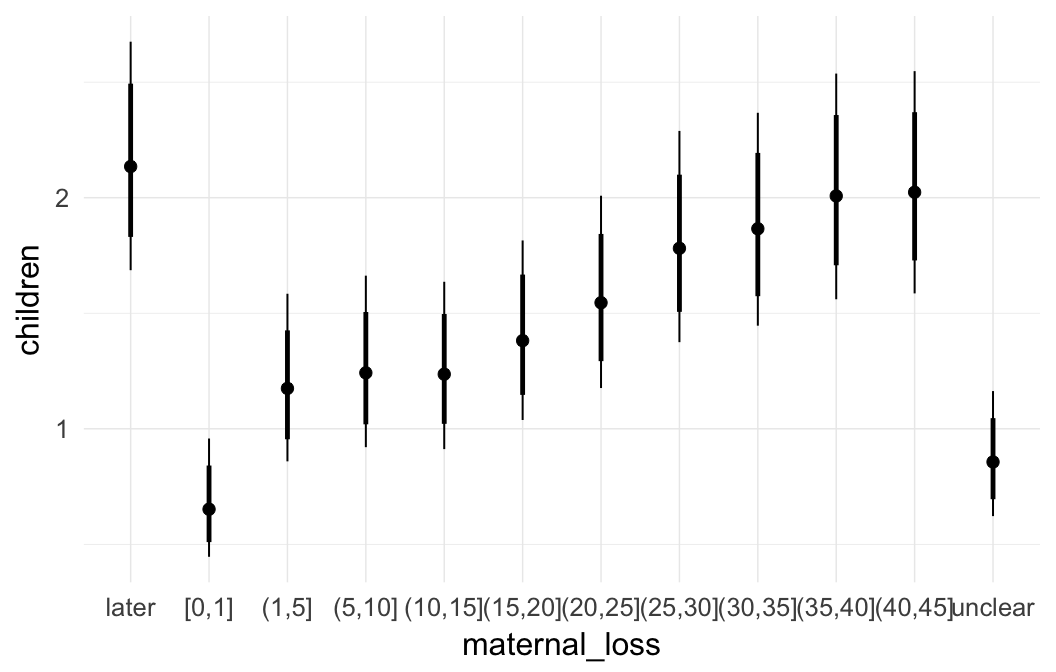 children
2
1
later [0,1] (1,5] (5,10] (10,15] (15,20] (20,25] (25,30] (30,35] (35,40] (40,45] unclear
maternal_loss